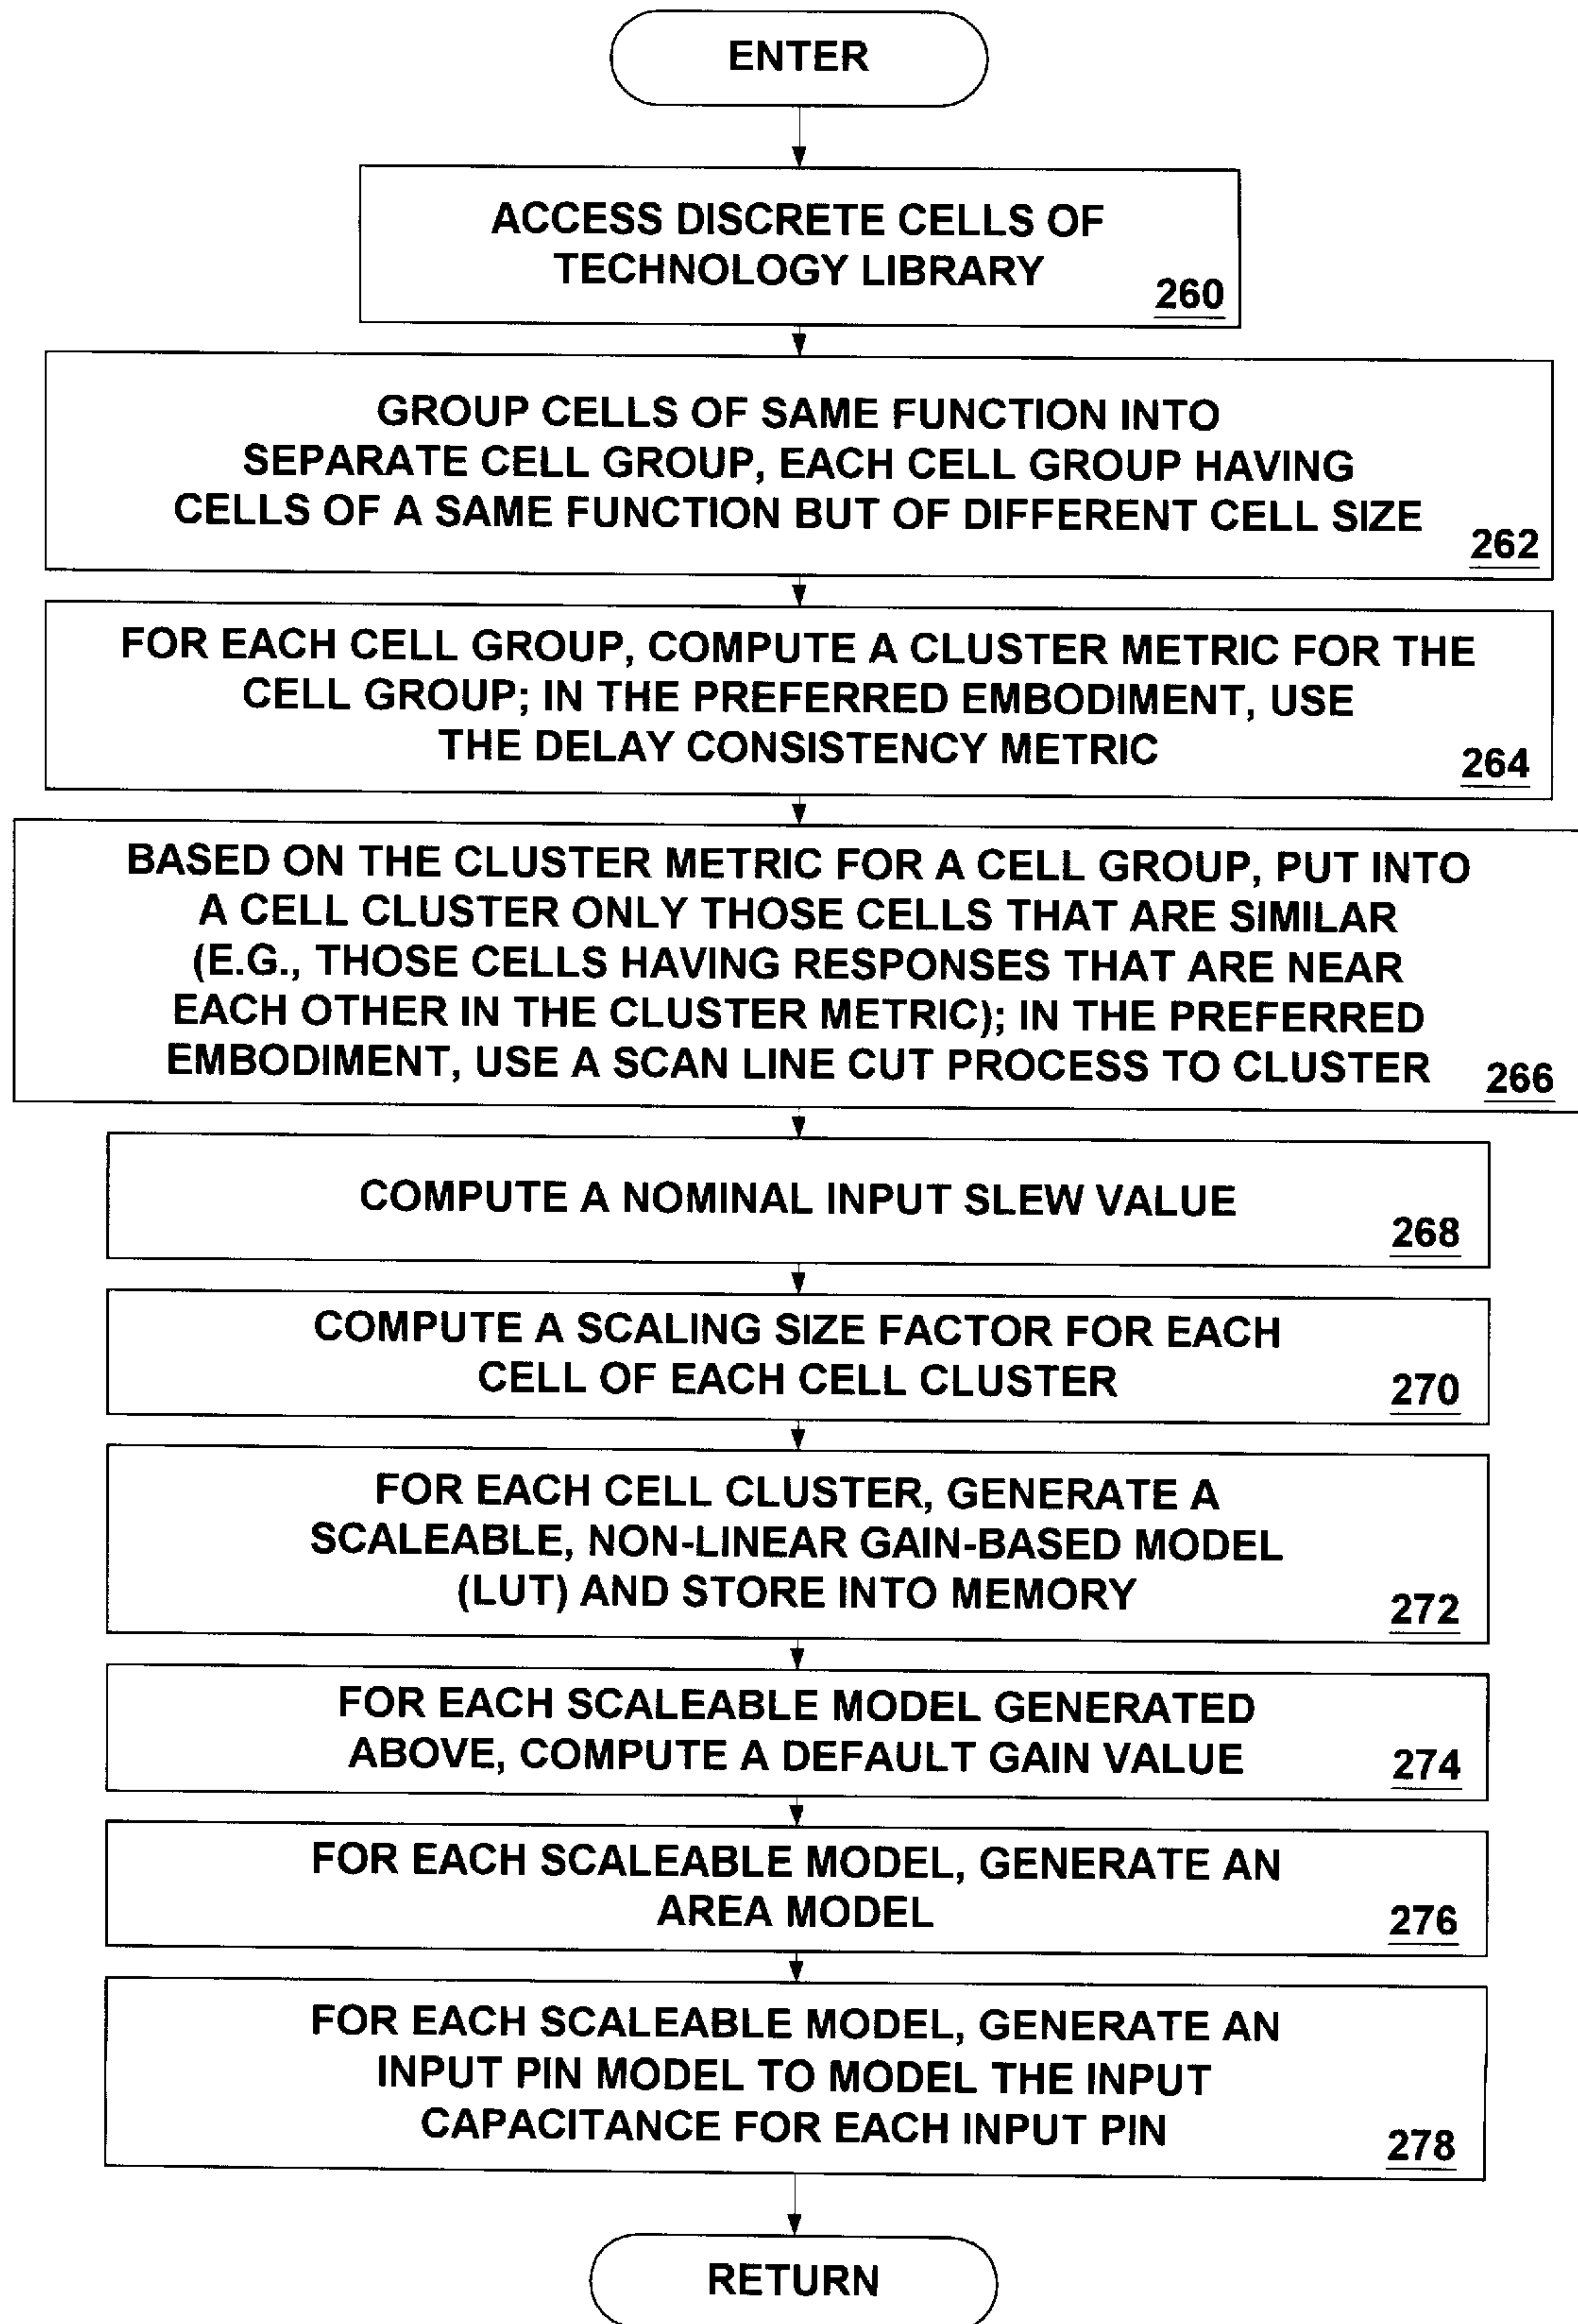 ENTER
ACCESS DISCRETE CELLS OF
TECHNOLOGY LIBRARY
260
GROUP CELLS OF SAME FUNCTION INTO
SEPARATE CELL GROUP, EACH CELL GROUP HAVING
CELLS OF A SAME FUNCTION BUT OF DIFFERENT CELL SIZE
262
FOR EACH CELL GROUP, COMPUTE A CLUSTER METRIC FOR THE
CELL GROUP; IN THE PREFERRED EMBODIMENT, USE
THE DELAY CONSISTENCY METRIC
264
BASED ON THE CLUSTER METRIC FOR A CELL GROUP, PUT INTO
A CELL CLUSTER ONLY THOSE CELLS THAT ARE SIMILAR
(E.G., THOSE CELLS HAVING RESPONSES THAT ARE NEAR
EACH OTHER IN THE CLUSTER METRIC); IN THE PREFERRED
EMBODIMENT, USE A SCAN LINE CUT PROCESS TO CLUSTER
266
COMPUTE A NOMINAL INPUT SLEW VALUE
268
COMPUTE A SCALING SIZE FACTOR FOR EACH
CELL OF EACH CELL CLUSTER
270
FOR EACH CELL CLUSTER, GENERATE A
SCALEABLE, NON-LINEAR GAIN-BASED MODEL
(LUT) AND STORE INTO MEMORY
272
FOR EACH SCALEABLE MODEL GENERATED
ABOVE, COMPUTE A DEFAULT GAIN VALUE
274
FOR EACH SCALEABLE MODEL, GENERATE AN
AREA MODEL
276
FOR EACH SCALEABLE MODEL, GENERATE AN
INPUT PIN MODEL TO MODEL THE INPUT
CAPACITANCE FOR EACH INPUT PIN
278
RETURN